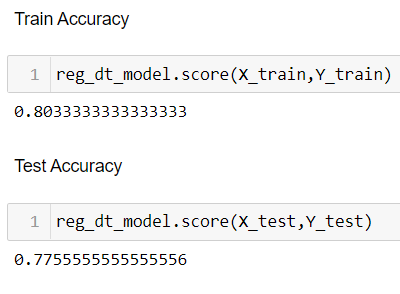 Train Accuracy
1 reg_dt_model.score(X_train,Y_train)
0.8033333333333333
Test Accuracy
1 reg_dt_model.score(X_test,Y_test)
0.7755555555555556